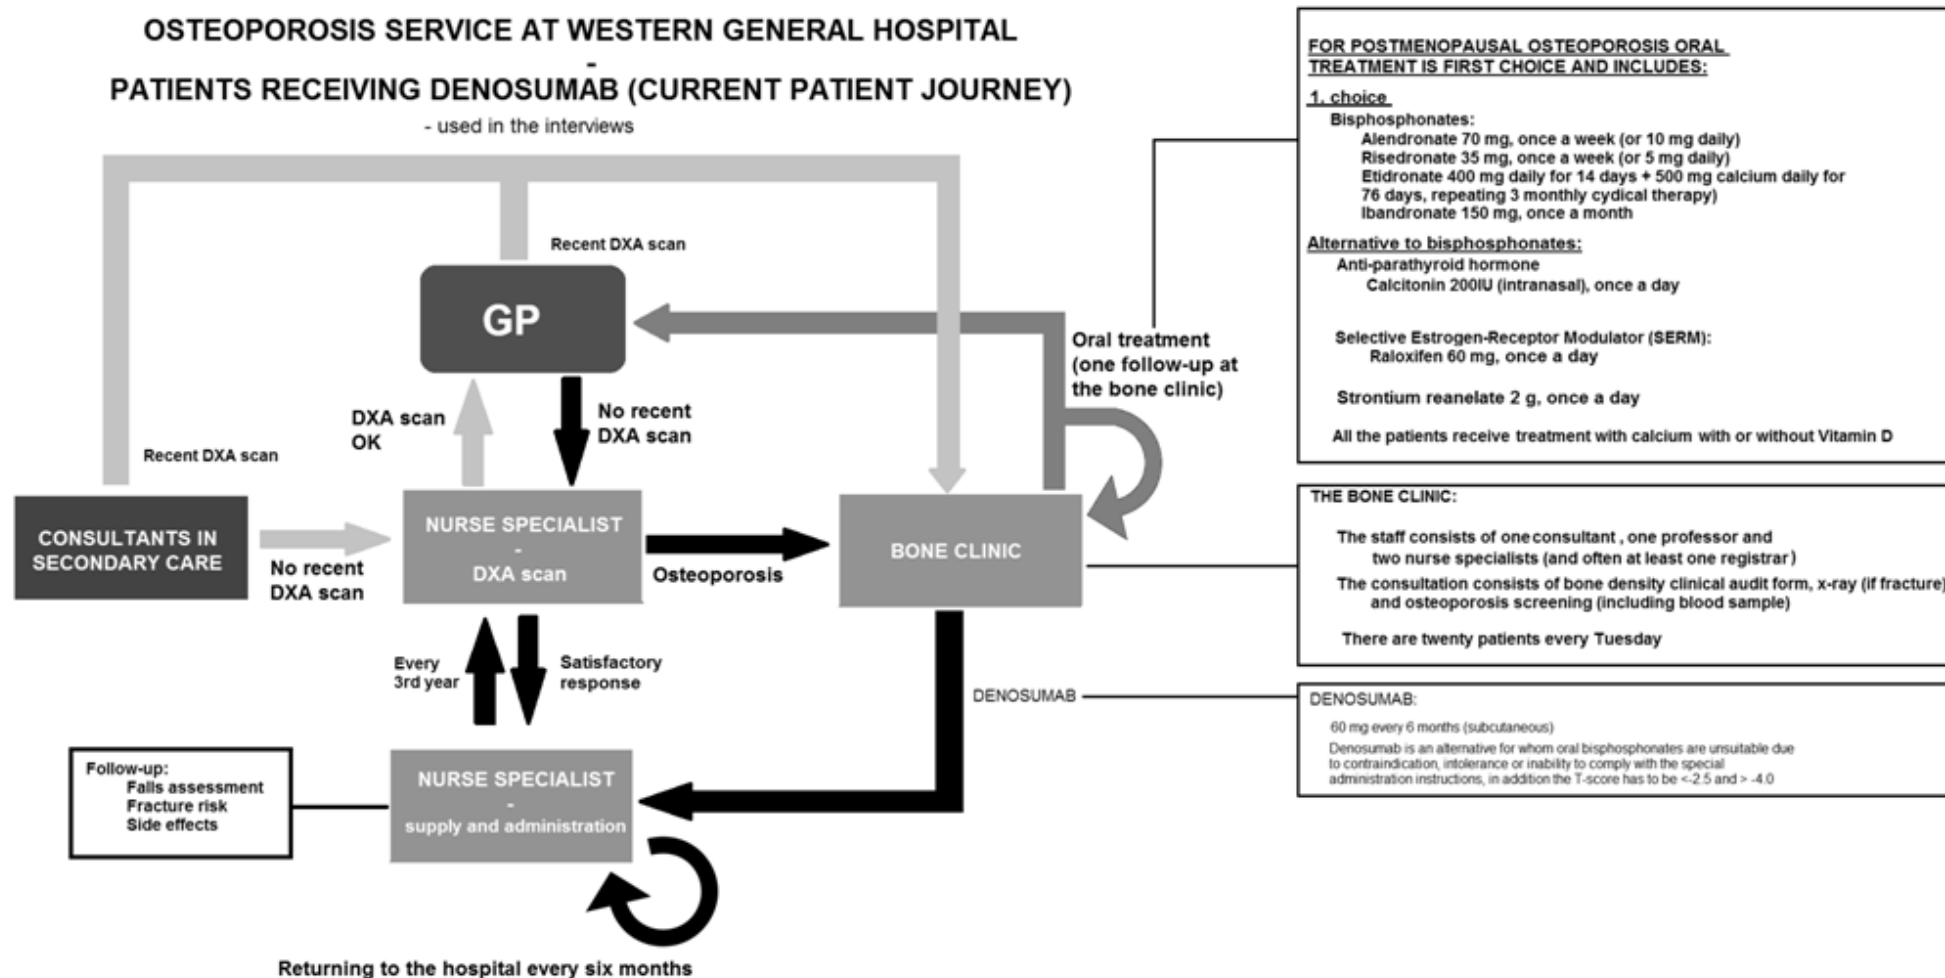 OSTEOPOROSIS SERVICE AT WESTERN GENERAL HOSPITAL
-
PATIENTS RECEIVING DENOSUMAB (CURRENT PATIENT JOURNEY)
- used in the interviews
Recent DXA scan
GP
DXA scan
OK
No recent
DXA scan
Oral treatment
(one follow-up at
the bone clinic)
Recent DXA scan
CONSULTANTS IN
SECONDARY CARE
No recent
DXA scan
NURSE SPECIALIST
-
DXA scan
Osteoporosis
BONE CLINIC
Every
3rd year
Satisfactory
response
DENOSUMAB
Follow-up:
Falls assessment
Fracture risk
Side effects
NURSE SPECIALIST
-
supply and administration
Returning to the hospital every six months
FOR POSTMENOPAUSAL OSTEOPOROSIS ORAL
TREATMENT IS FIRST CHOICE AND INCLUDES:
1. choice
Bisphosphonates:
Alendronate 70 mg, once a week (or 10 mg daily)
Risedronate 35 mg, once a week (or 5 mg daily)
Etidronate 400 mg daily for 14 days + 500 mg calcium daily for
76 days, repeating 3 monthly cydical therapy)
Ibandronate 150 mg, once a month
Alternative to bisphosphonates:
Anti-parathyroid hormone
Calcitonin 200IU (intranasal), once a day
Selective Estrogen-Receptor Modulator (SERM):
Raloxifen 60 mg, once a day
Strontium reanelate 2 g, once a day
All the patients receive treatment with calcium with or without Vitamin D
THE BONE CLINIC:
The staff consists of one consultant , one professor and
two nurse specialists (and often at least one registrar)
The consultation consists of bone density clinical audit form, x-ray (if fracture)
and osteoporosis screening (including blood sample)
There are twenty patients every Tuesday
DENOSUMAB:
60 mg every 6 months (subcutaneous)
Denosumab is an alternative for whom oral bisphosphonates are unsuitable due
to contraindication, intolerance or inability to comply with the special
administration instructions, in addition the T-score has to be <-2.5 and > -4.0